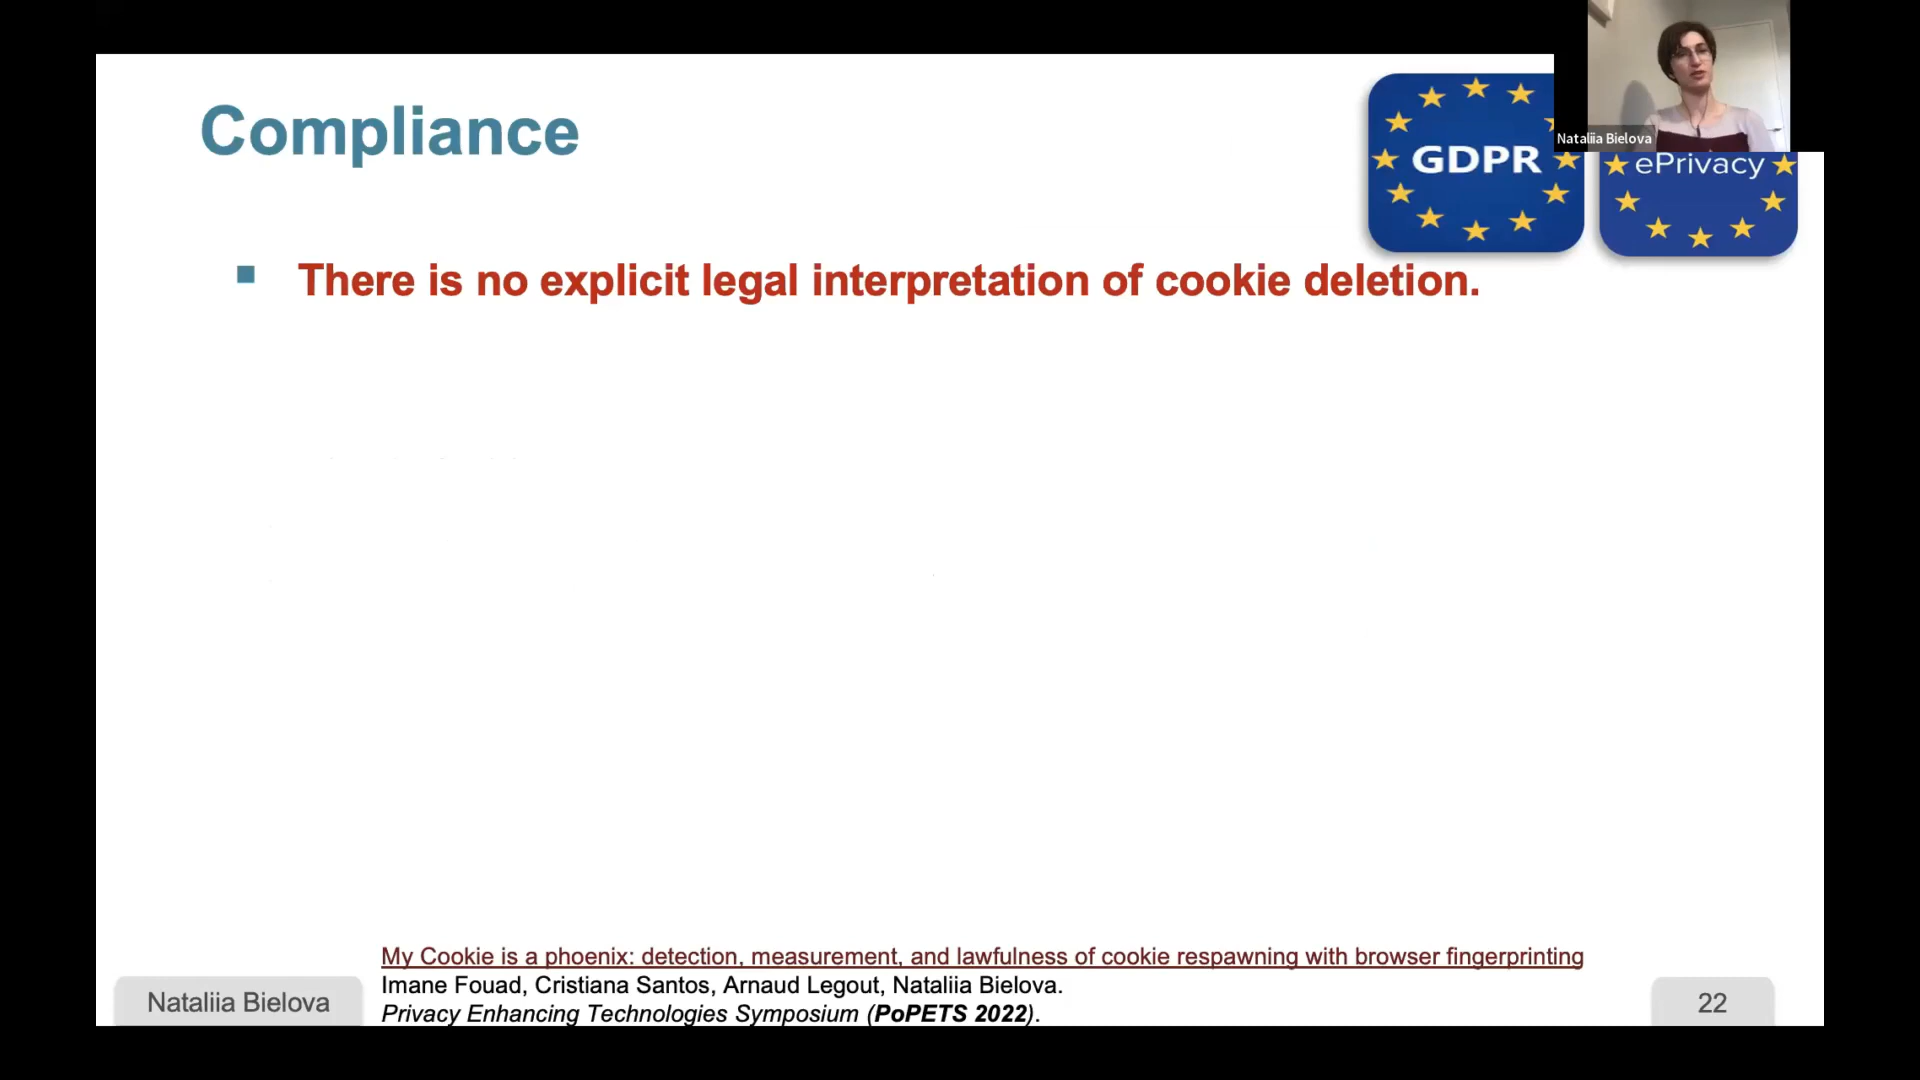 Compliance
GDPR
Nataliia Bielova
ePrivacy
There is no explicit legal interpretation of cookie deletion.
My Cookie is a phoenix: detection, measurement, and lawfulness of cookie respawning with browser fingerprinting
Imane Fouad, Cristiana Santos, Arnaud Legout, Nataliia Bielova.
Privacy Enhancing Technologies Symposium (PoPETS 2022).
Nataliia Bielova
22